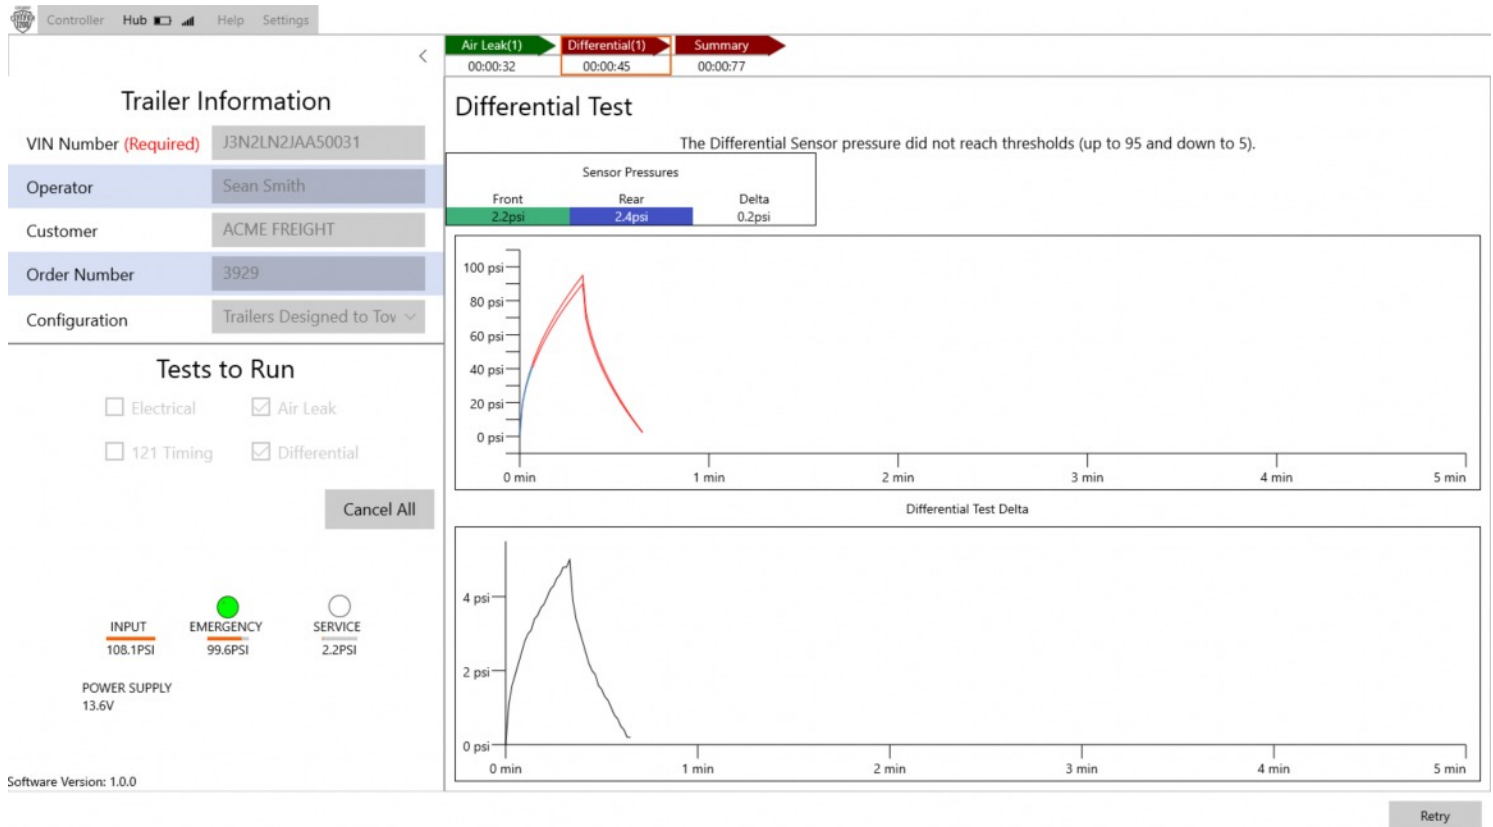 Controller Hub Help Settings
Air Leak(1) Differential(1) Summary
00:00:32 00:00:45 00:00:77
Trailer Information
VIN Number (Required) J3N2LN2JAA50031
Operator Sean Smith
Customer ACME FREIGHT
Order Number 3929
Configuration Trailers Designed to Tov
Tests to Run
Electrical Air Leak
121 Timing Differential
Cancel All
INPUT EMERGENCY SERVICE
108.1PSI 99.6PSI 2.2PSI
POWER SUPPLY
13.6V
Software Version: 1.0.0
Differential Test
The Differential Sensor pressure did not reach thresholds (up to 95 and down to 5).
Sensor Pressures
Front Rear Delta
2.2psi 2.4psi 0.2psi
100 psi
80 psi
60 psi
40 psi
20 psi
0 psi
0 min 1 min 2 min 3 min 4 min 5 min
Differential Test Delta
4 psi
2 psi
0 psi
0 min 1 min 2 min 3 min 4 min 5 min
Retry